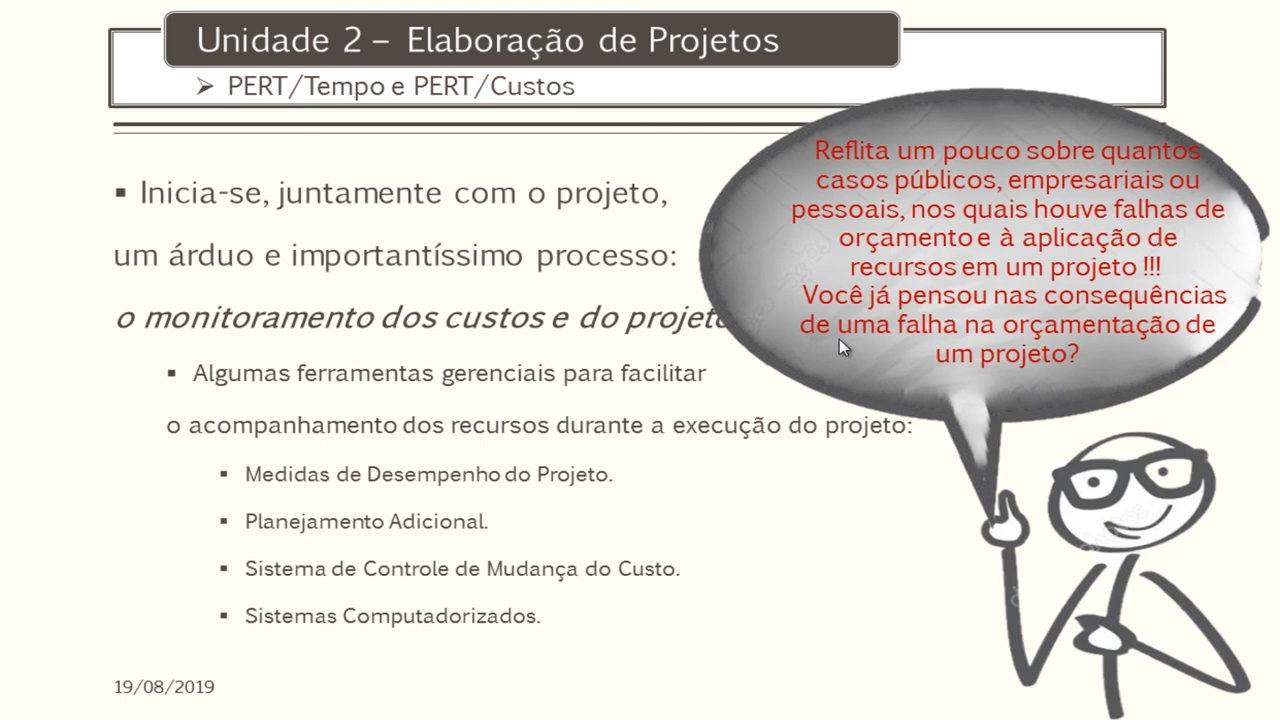 Unidade 2 – Elaboração de Projetos
➢ PERT/Tempo e PERT/Custos
▪ Inicia-se, juntamente com o projeto,
um árduo e importantíssimo processo:
o monitoramento dos custos e do projeto
▪ Algumas ferramentas gerenciais para facilitar
o acompanhamento dos recursos durante a execução do projeto:
▪ Medidas de Desempenho do Projeto.
▪ Planejamento Adicional.
▪ Sistema de Controle de Mudança do Custo.
▪ Sistemas Computadorizados.
Reflita um pouco sobre quantos
casos públicos, empresariais ou
pessoais, nos quais houve falhas de
orçamento e à aplicação de
recursos em um projeto !!!
Você já pensou nas consequências
de uma falha na orçamentação de
um projeto?
19/08/2019